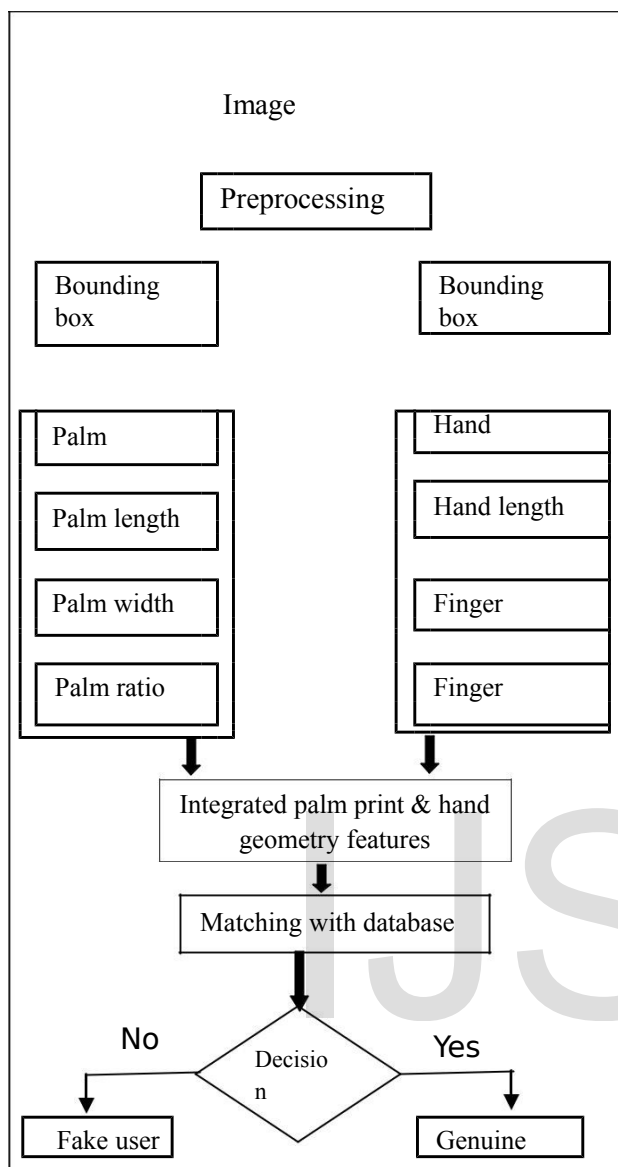 Image
Preprocessing
Bounding
box
Bounding
box
Palm
Palm length
Palm width
Palm ratio
Hand
Hand length
Finger
Finger
Integrated palm print & hand
geometry features
Matching with database
Decisio
n
No
Yes
Fake user
Genuine
IJS